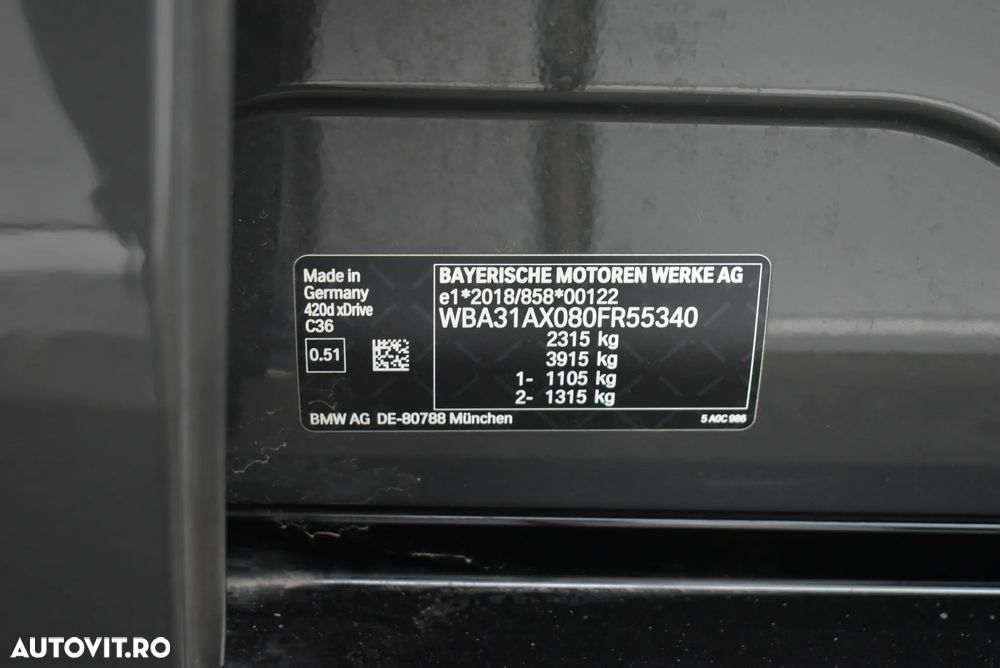 Made in
Germany
420d xDrive
C36
0.51
BAYERISCHE MOTOREN WERKE AG
e1*2018/858*00122
WBA31AX080FR55340
2315 kg
3915 kg
1- 1105 kg
2- 1315 kg
BMW AG DE-80788 München
5 A0C 986
AUTOVIT.RO